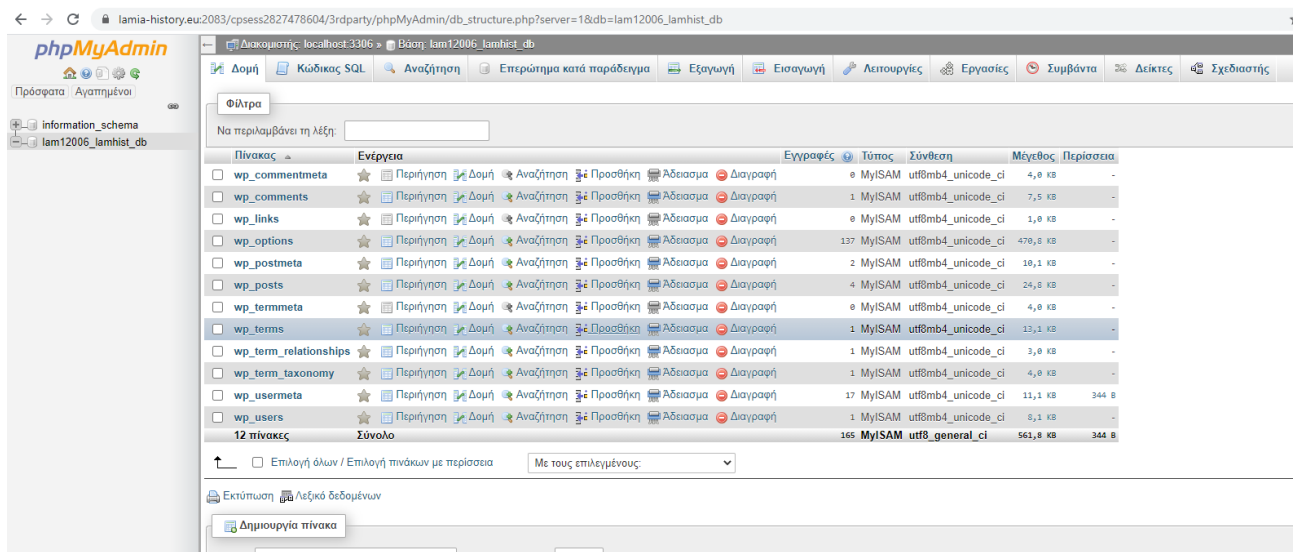 lamia-history.eu:2083/cpsess2827478604/3rdparty/phpMyAdmin/db_structure.php?server=1&db=lam12006_lamhist_db
phpMyAdmin
Πρόσφατα Αγαπημένοι
information_schema
lam12006_lamhist_db
Διακομιστής: localhost:3306 » Βάση: lam12006_lamhist_db
Δομή Κώδικας SQL Αναζήτηση Επερώτημα κατά παράδειγμα Εξαγωγή Εισαγωγή Λειτουργίες Εργασίες Συμβάντα Δείκτες Σχεδιαστής
Φίλτρα
Να περιλαμβάνει τη λέξη:
Πίνακας Ενέργεια Εγγραφές Τύπος Σύνθεση Μέγεθος Περίσσεια
wp_commentmeta Περιήγηση Δομή Αναζήτηση Προσθήκη Άδειασμα Διαγραφή 0 MyISAM utf8mb4_unicode_ci 4,0 KB -
wp_comments Περιήγηση Δομή Αναζήτηση Προσθήκη Άδειασμα Διαγραφή 1 MyISAM utf8mb4_unicode_ci 7,5 KB -
wp_links Περιήγηση Δομή Αναζήτηση Προσθήκη Άδειασμα Διαγραφή 0 MyISAM utf8mb4_unicode_ci 1,0 KB -
wp_options Περιήγηση Δομή Αναζήτηση Προσθήκη Άδειασμα Διαγραφή 137 MyISAM utf8mb4_unicode_ci 470,8 KB -
wp_postmeta Περιήγηση Δομή Αναζήτηση Προσθήκη Άδειασμα Διαγραφή 2 MyISAM utf8mb4_unicode_ci 10,1 KB -
wp_posts Περιήγηση Δομή Αναζήτηση Προσθήκη Άδειασμα Διαγραφή 4 MyISAM utf8mb4_unicode_ci 24,8 KB -
wp_termmeta Περιήγηση Δομή Αναζήτηση Προσθήκη Άδειασμα Διαγραφή 0 MyISAM utf8mb4_unicode_ci 4,0 KB -
wp_terms Περιήγηση Δομή Αναζήτηση Προσθήκη Άδειασμα Διαγραφή 1 MyISAM utf8mb4_unicode_ci 13,1 KB -
wp_term_relationships Περιήγηση Δομή Αναζήτηση Προσθήκη Άδειασμα Διαγραφή 1 MyISAM utf8mb4_unicode_ci 3,0 KB -
wp_term_taxonomy Περιήγηση Δομή Αναζήτηση Προσθήκη Άδειασμα Διαγραφή 1 MyISAM utf8mb4_unicode_ci 4,0 KB -
wp_usermeta Περιήγηση Δομή Αναζήτηση Προσθήκη Άδειασμα Διαγραφή 17 MyISAM utf8mb4_unicode_ci 11,1 KB 344 B
wp_users Περιήγηση Δομή Αναζήτηση Προσθήκη Άδειασμα Διαγραφή 1 MyISAM utf8mb4_unicode_ci 8,1 KB -
12 πίνακες Σύνολο 165 MyISAM utf8_general_ci 561,8 KB 344 B
Επιλογή όλων / Επιλογή πινάκων με περίσσεια Με τους επιλεγμένους:
Εκτύπωση Λεξικό δεδομένων
Δημιουργία πίνακα